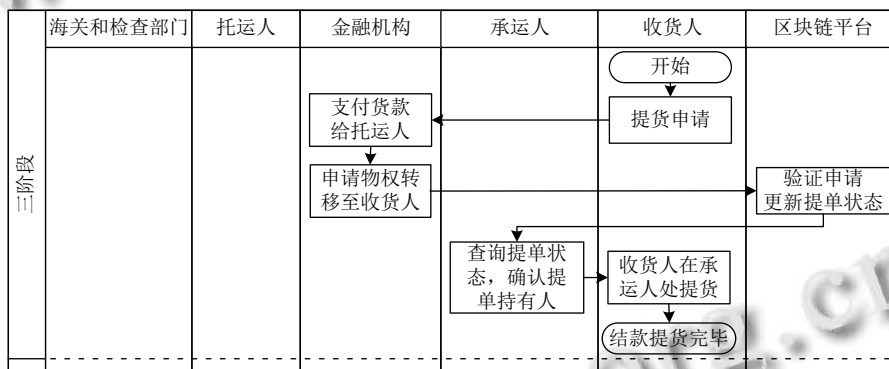 海关和检查部门
托运人
金融机构
承运人
收货人
区块链平台
三阶段
开始
提货申请
支付货款
给托运人
申请物权转
移至收货人
验证申请
更新提单状态
查询提单状
态，确认提
单持有人
收货人在承
运人处提货
结款提货完毕